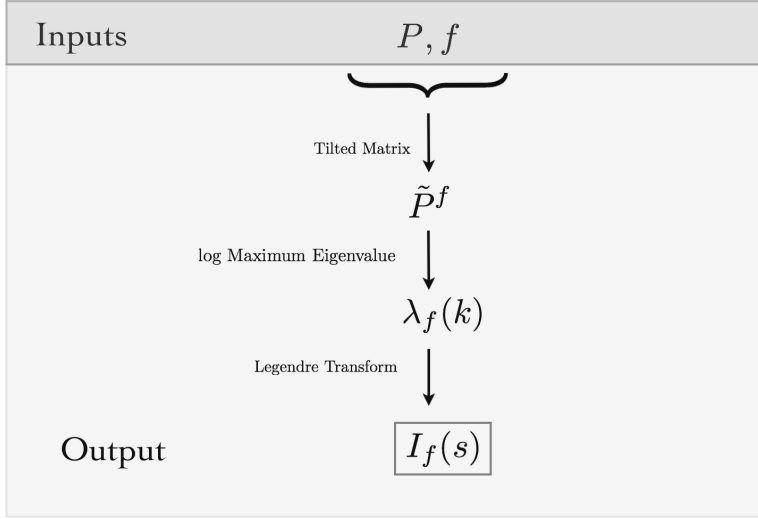 Inputs P, f
Tilted Matrix
P̃^f
log Maximum Eigenvalue
λ_f(k)
Legendre Transform
Output I_f(s)